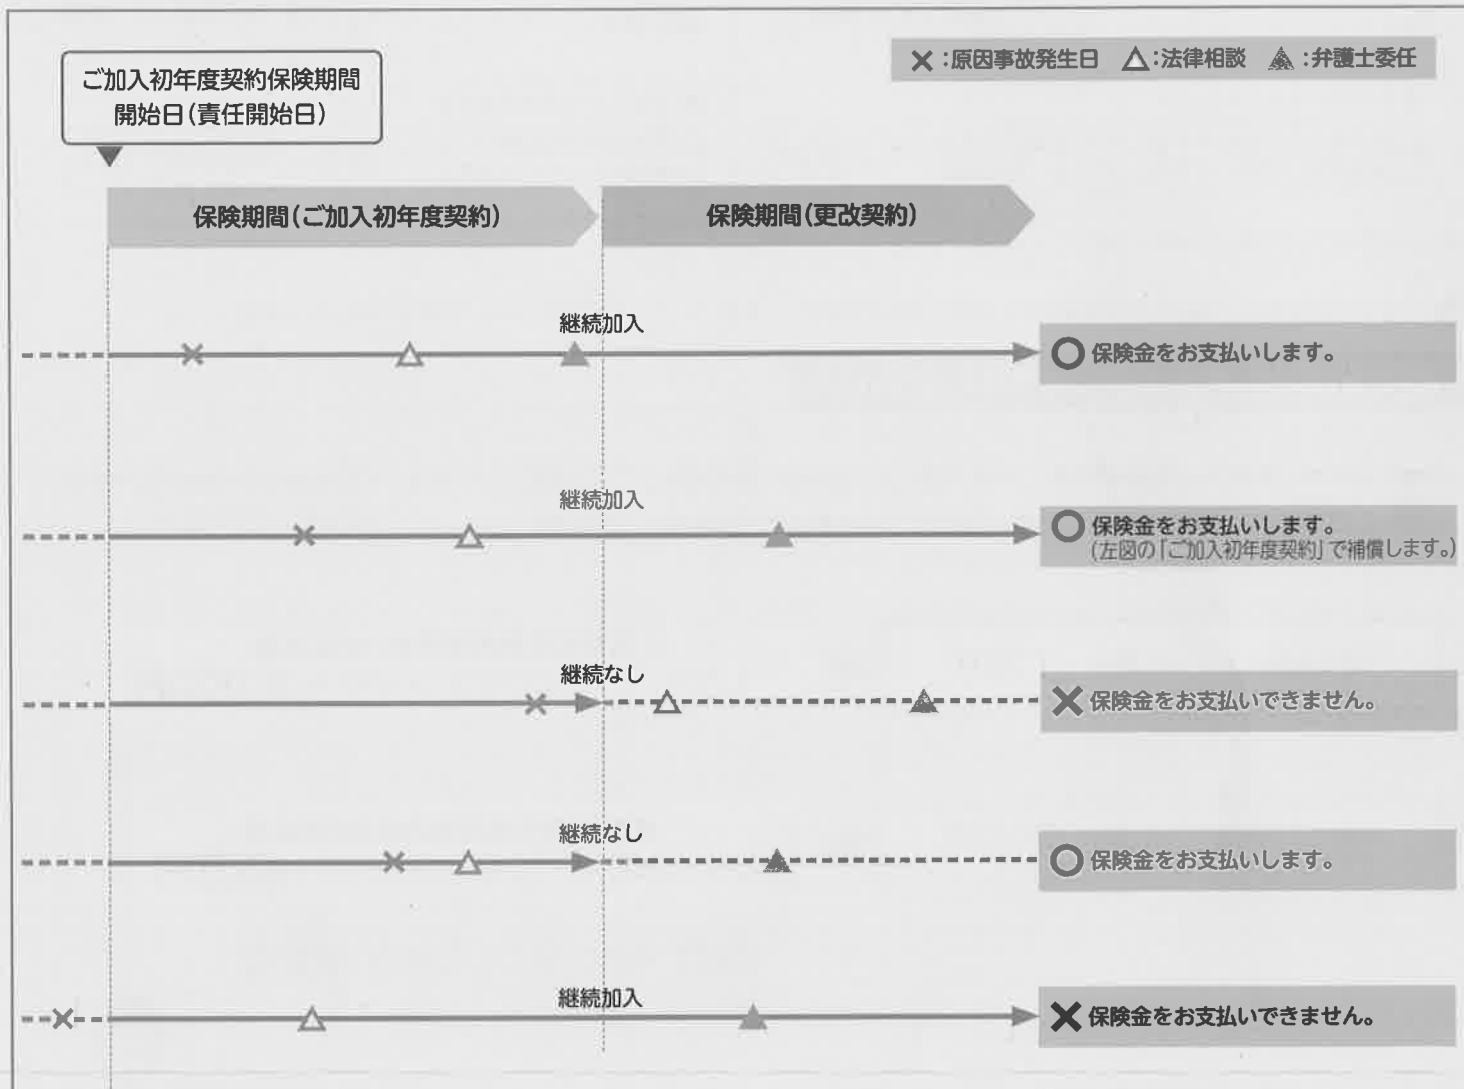 ✕:原因事故発生日 △:法律相談 ▲:弁護士委任
ご加入初年度契約保険期間
開始日(責任開始日)
保険期間(ご加入初年度契約)
保険期間(更改契約)
継続加入
保険金をお支払いします。
継続加入
保険金をお支払いします。
(左図の「ご加入初年度契約」で補償します。)
継続なし
保険金をお支払いできません。
継続なし
保険金をお支払いします。
継続加入
保険金をお支払いできません。